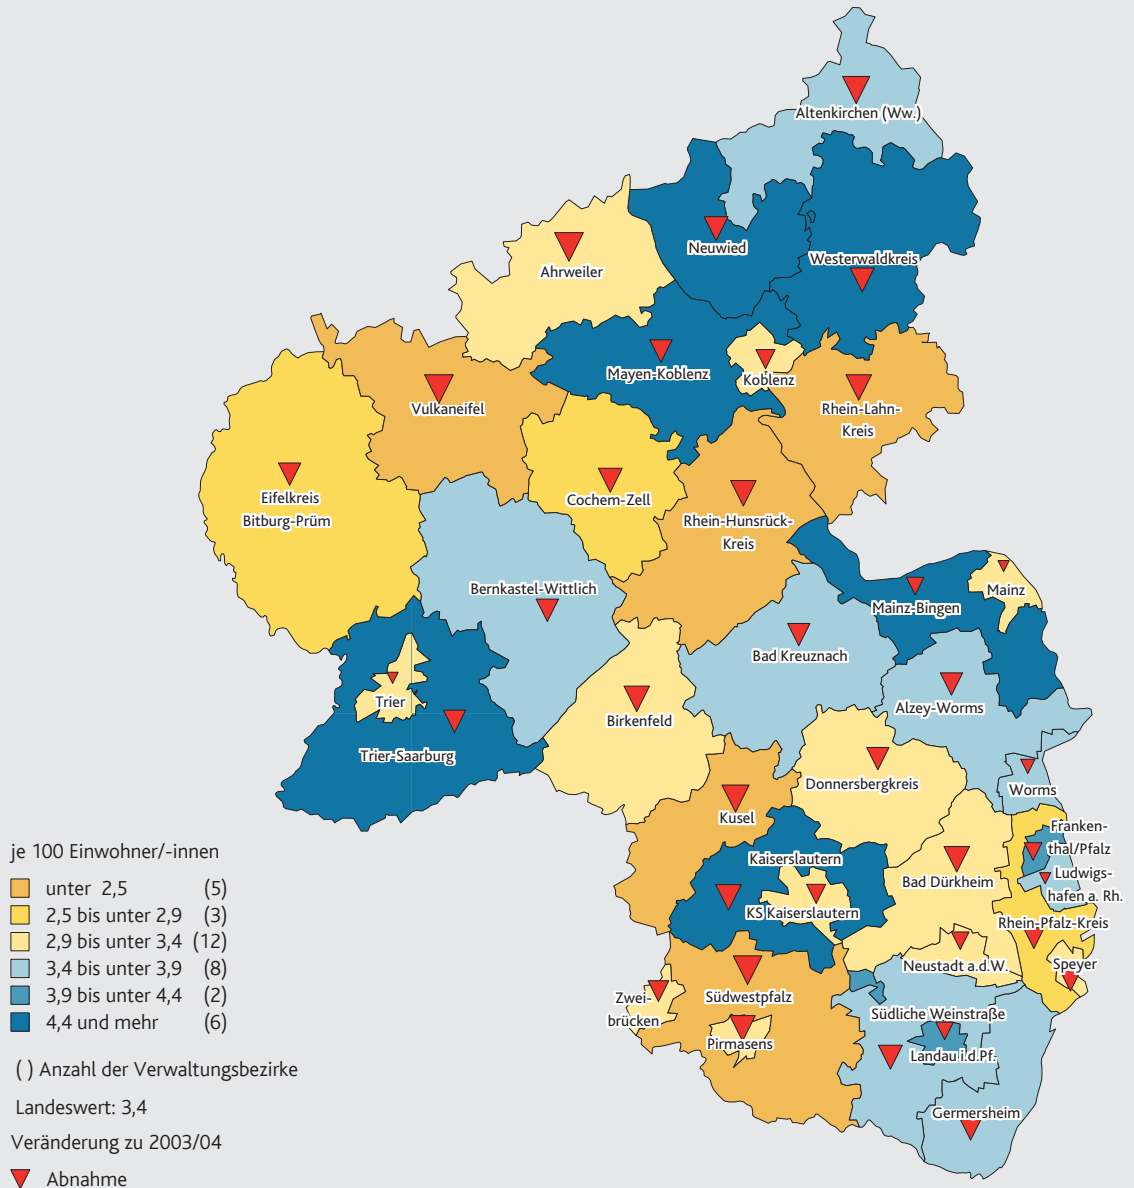 Altenkirchen (Ww.)
Neuwied
Westerwaldkreis
Ahrweiler
Mayen-Koblenz
Koblenz
Vulkaneifel
Rhein-Lahn-
Kreis
Eifelkreis
Bitburg-Prüm
Cochem-Zell
Rhein-Hunsrück-
Kreis
Bernkastel-Wittlich
Mainz
Mainz-Bingen
Bad Kreuznach
Trier
Birkenfeld
Alzey-Worms
Trier-Saarburg
Donnersbergkreis
Worms
Kusel
Franken-
thal/Pfalz
Kaiserslautern
Bad Dürkheim
Ludwigs-
hafen a. Rh.
KS Kaiserslautern
Rhein-Pfalz-Kreis
Neustadt a.d.W.
Speyer
Zwei-
brücken
Südwestpfalz
Südliche Weinstraße
Pirmasens
Landau i.d.Pf.
Germersheim
je 100 Einwohner/-innen
unter 2,5 (5)
2,5 bis unter 2,9 (3)
2,9 bis unter 3,4 (12)
3,4 bis unter 3,9 (8)
3,9 bis unter 4,4 (2)
4,4 und mehr (6)
( ) Anzahl der Verwaltungsbezirke
Landeswert: 3,4
Veränderung zu 2003/04
Abnahme